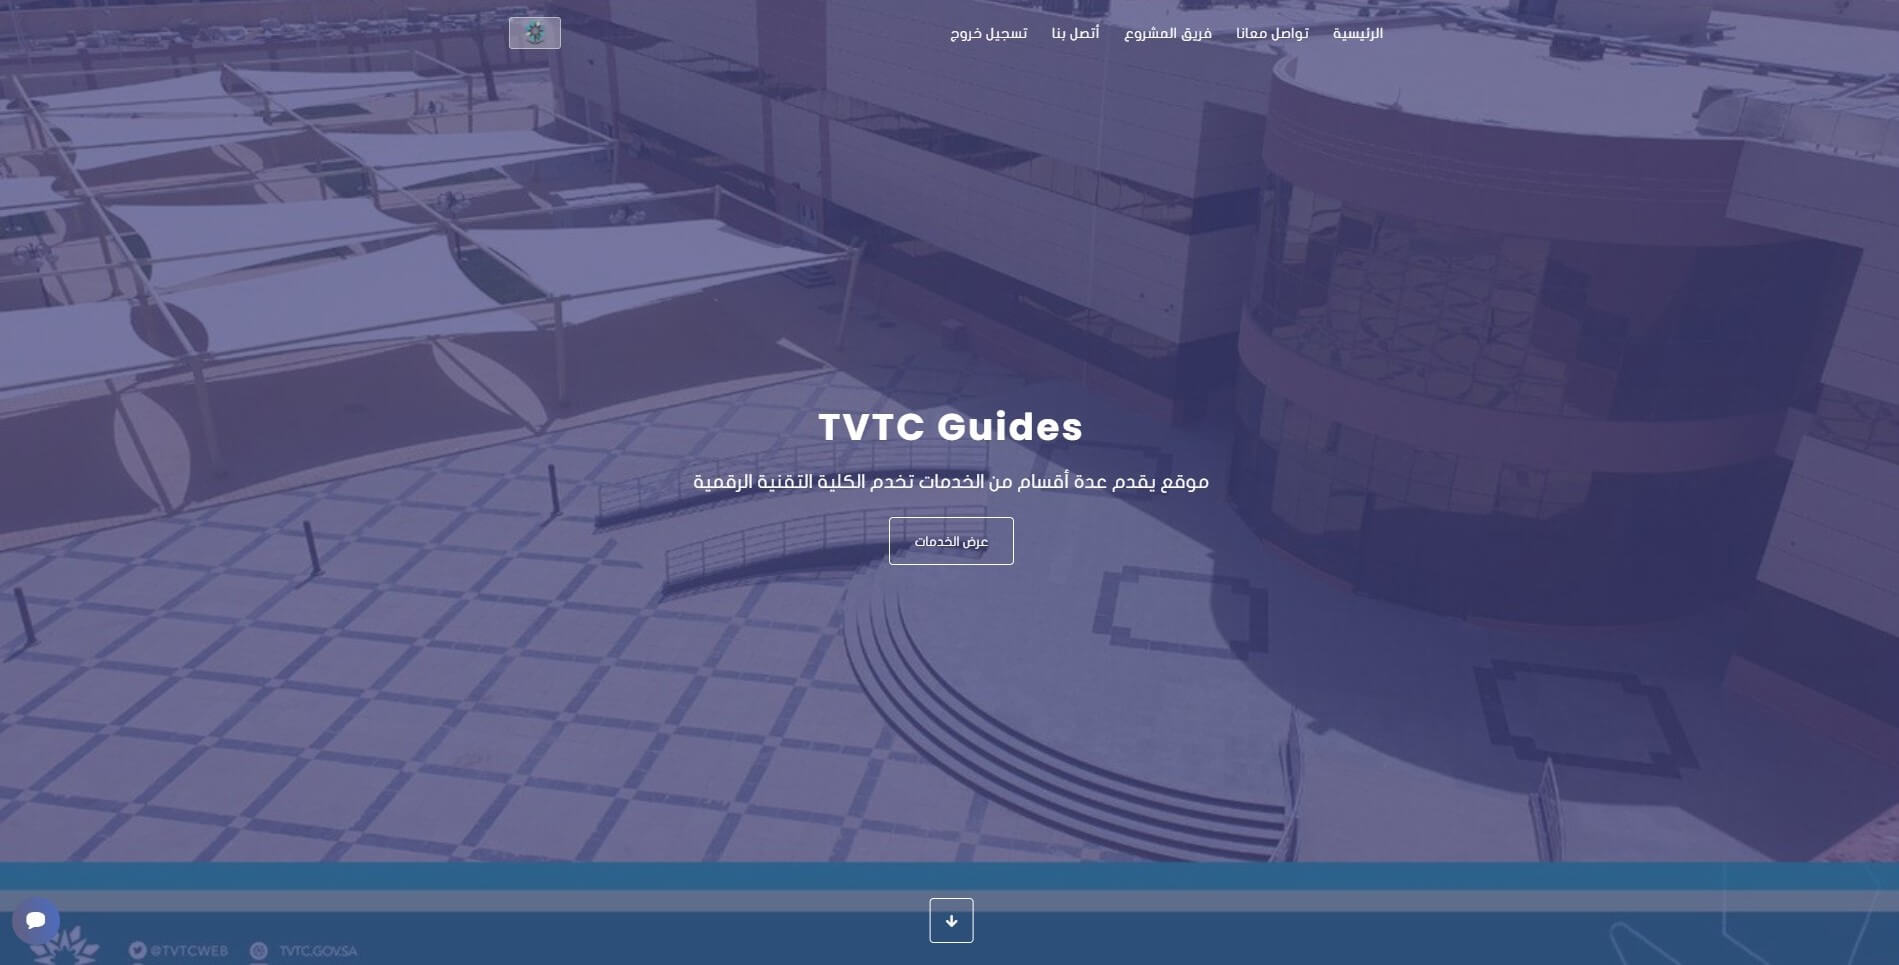 الرئيسية
تواصل معانا
فريق المشروع
أتصل بنا
تسجيل خروج
TVTC Guides
موقع يقدم عدة أقسام من الخدمات تخدم الكلية التقنية الرقمية
عرض الخدمات
@TVTCWEB
TVTC.GOV.SA